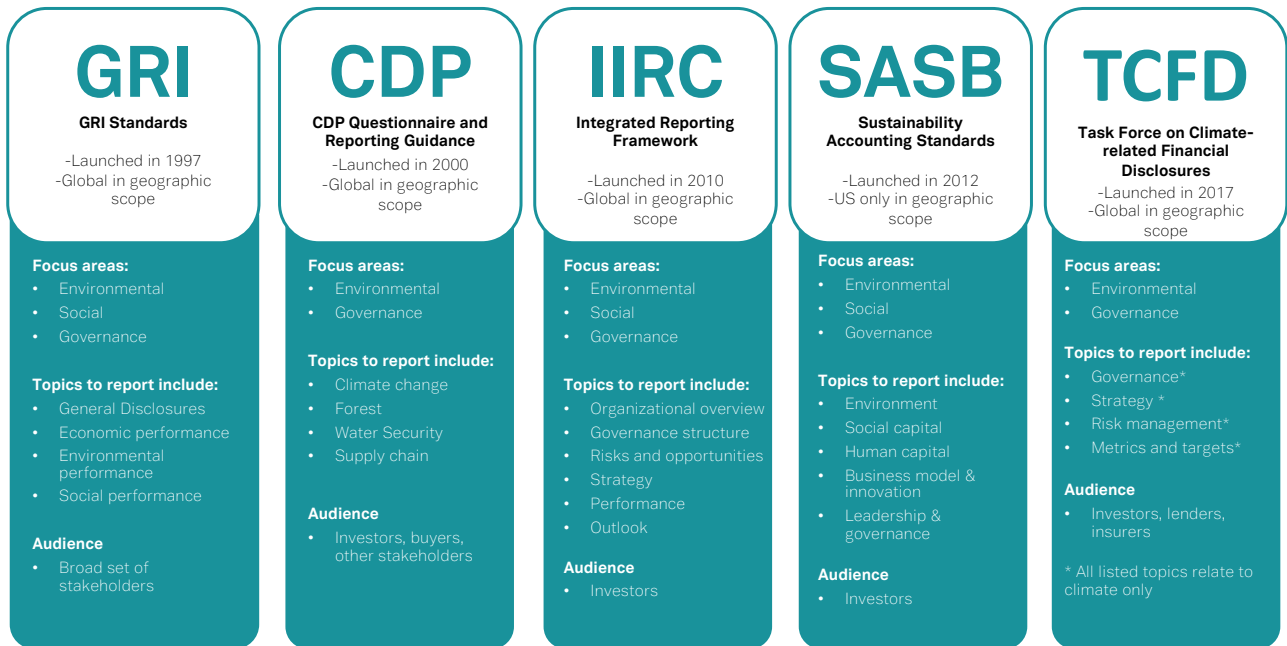 GRI
GRI Standards
-Launched in 1997
-Global in geographic
scope
Focus areas:
• Environmental
• Social
• Governance
Topics to report include:
• General Disclosures
• Economic performance
• Environmental
performance
• Social performance
Audience
• Broad set of
stakeholders
CDP
CDP Questionnaire and
Reporting Guidance
-Launched in 2000
-Global in geographic
scope
Focus areas:
• Environmental
• Governance
Topics to report include:
• Climate change
• Forest
• Water Security
• Supply chain
Audience
• Investors, buyers,
other stakeholders
IIRC
Integrated Reporting
Framework
-Launched in 2010
-Global in geographic
scope
Focus areas:
• Environmental
• Social
• Governance
Topics to report include:
• Organizational overview
• Governance structure
• Risks and opportunities
• Strategy
• Performance
• Outlook
Audience
• Investors
SASB
Sustainability
Accounting Standards
-Launched in 2012
-US only in geographic
scope
Focus areas:
• Environmental
• Social
• Governance
Topics to report include:
• Environment
• Social capital
• Human capital
• Business model &
innovation
• Leadership &
governance
Audience
• Investors
TCFD
Task Force on Climate-
related Financial
Disclosures
-Launched in 2017
-Global in geographic
scope
Focus areas:
• Environmental
• Governance
Topics to report include:
• Governance*
• Strategy *
• Risk management*
• Metrics and targets*
Audience
• Investors, lenders,
insurers
* All listed topics relate to
climate only